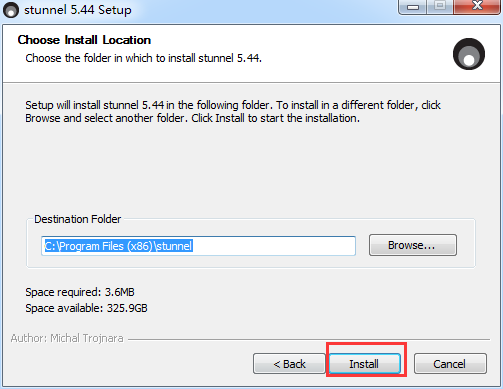 stunnel 5.44 Setup
Choose Install Location
Choose the folder in which to install stunnel 5.44.
Setup will install stunnel 5.44 in the following folder. To install in a different folder, click
Browse and select another folder. Click Install to start the installation.
Destination Folder
C:\Program Files (x86)\stunnel
Browse...
Space required: 3.6MB
Space available: 325.9GB
Author: Michal Trojnara
< Back
Install
Cancel